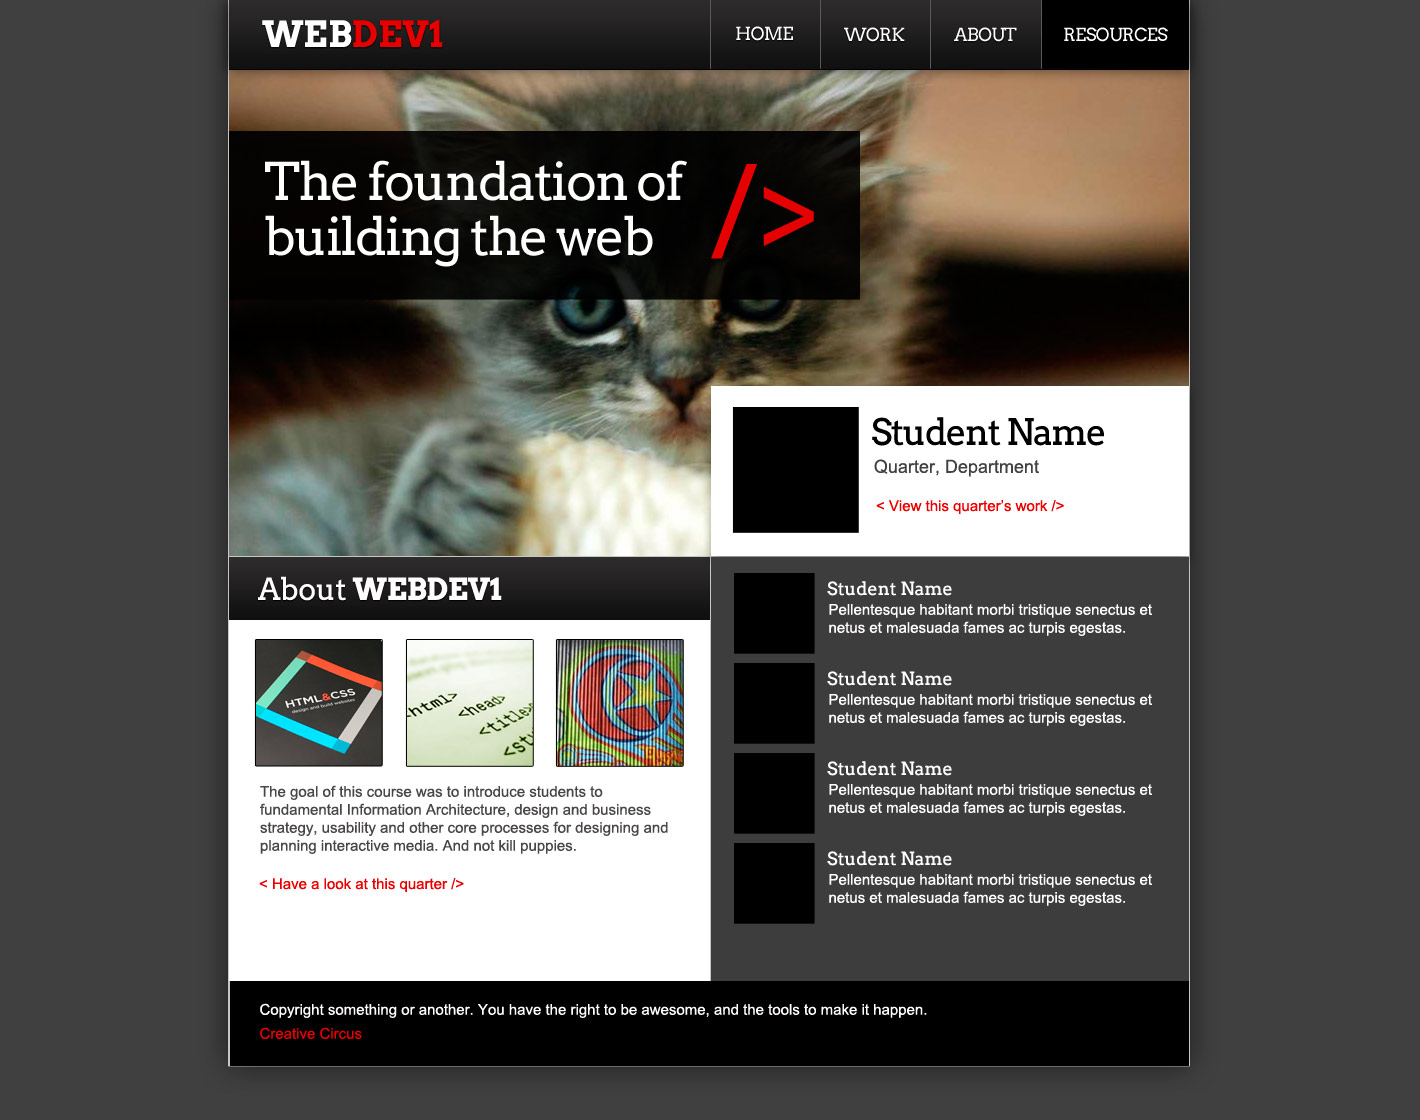 WEBDEV1
HOME
WORK
ABOUT
RESOURCES
The foundation of
building the web
/>
Student Name
Quarter, Department
< View this quarter's work />
About WEBDEV1
HTML&CSS
design and build websites
html>
<head>
<title>
The goal of this course was to introduce students to
fundamental Information Architecture, design and business
strategy, usability and other core processes for designing and
planning interactive media. And not kill puppies.
< Have a look at this quarter />
Student Name
Pellentesque habitant morbi tristique senectus et
netus et malesuada fames ac turpis egestas.
Student Name
Pellentesque habitant morbi tristique senectus et
netus et malesuada fames ac turpis egestas.
Student Name
Pellentesque habitant morbi tristique senectus et
netus et malesuada fames ac turpis egestas.
Student Name
Pellentesque habitant morbi tristique senectus et
netus et malesuada fames ac turpis egestas.
Copyright something or another. You have the right to be awesome, and the tools to make it happen.
Creative Circus